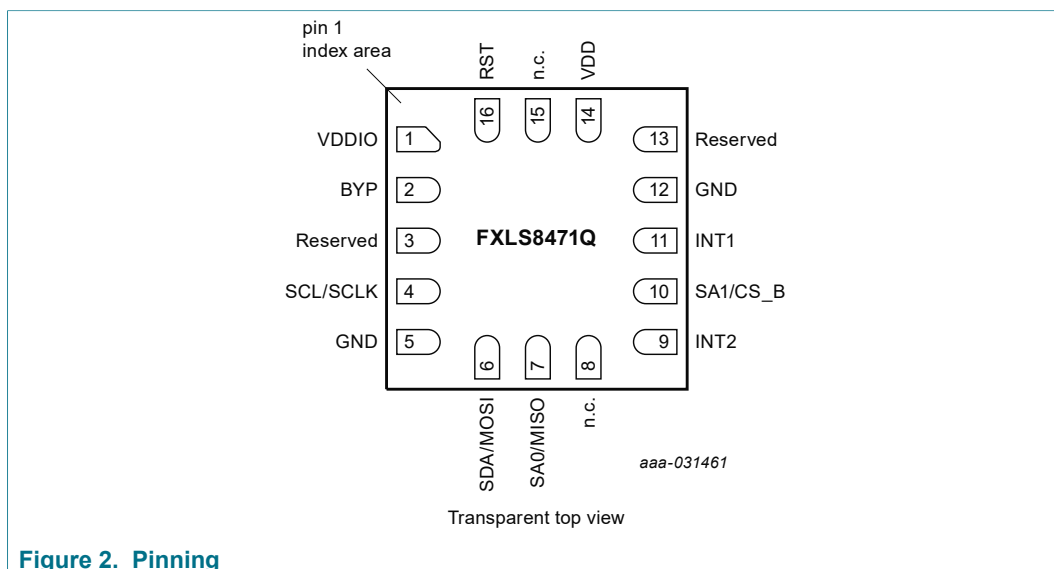 pin 1
index area
RST
n.c.
VDD
16
15
14
VDDIO 1
13 Reserved
BYP 2
12 GND
Reserved 3
FXLS8471Q
11 INT1
SCL/SCLK 4
10 SA1/CS_B
GND 5
9 INT2
6
7
8
SDA/MOSI
SA0/MISO
n.c.
aaa-031461
Transparent top view
Figure 2. Pinning